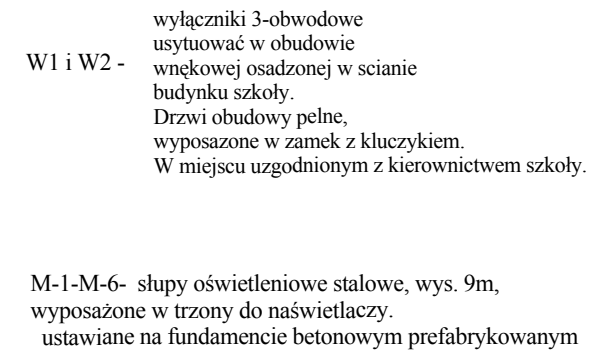 wyłączniki 3-obwodowe
usytuować w obudowie
W1 i W2 - wnękowej osadzonej w scianie
budynku szkoły.
Drzwi obudowy pelne,
wyposazone w zamek z kluczykiem.
W miejscu uzgodnionym z kierownictwem szkoły.
M-1-M-6- słupy oświetleniowe stalowe, wys. 9m,
wyposażone w trzony do naświetlaczy.
ustawiane na fundamencie betonowym prefabrykowanym